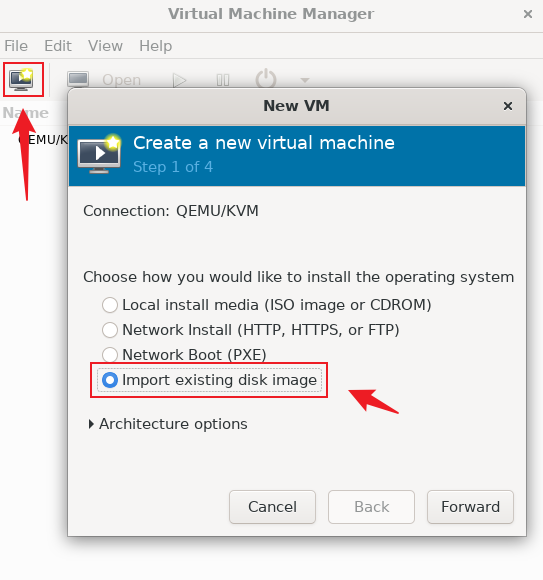 Virtual Machine Manager
File Edit View Help
Open
Name
QEMU/K
New VM
Create a new virtual machine
Step 1 of 4
Connection: QEMU/KVM
Choose how you would like to install the operating system
Local install media (ISO image or CDROM)
Network Install (HTTP, HTTPS, or FTP)
Network Boot (PXE)
Import existing disk image
Architecture options
Cancel Back Forward